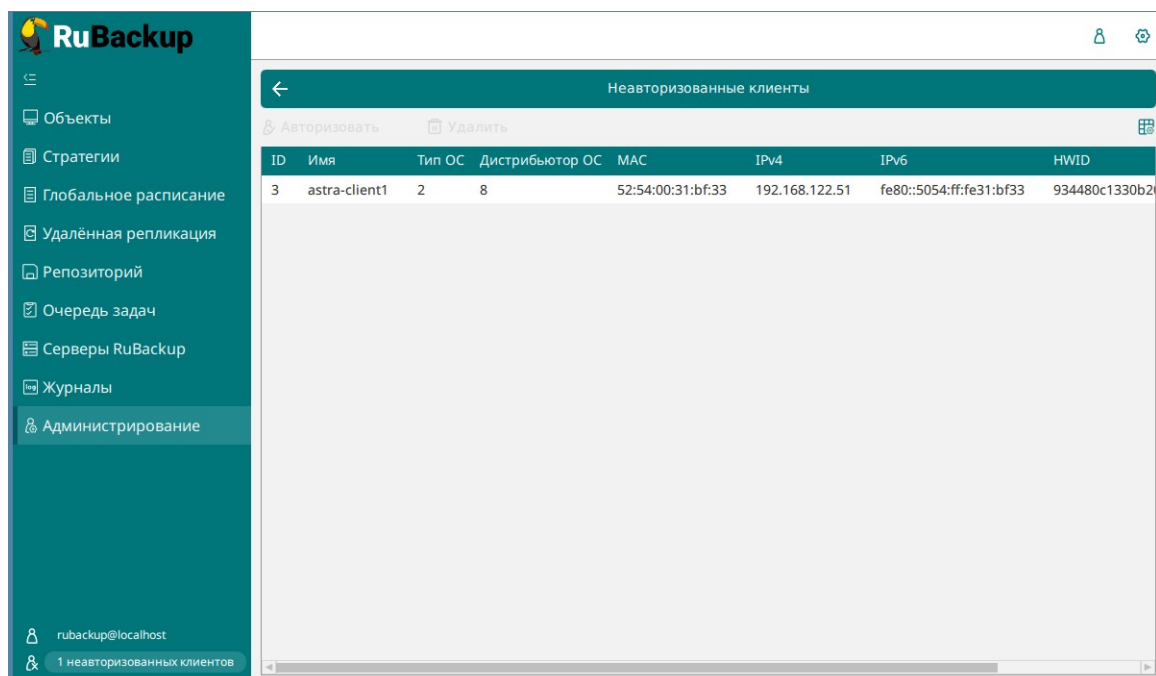 RuBackup
Неавторизованные клиенты
Объекты
Стратегии
Глобальное расписание
Удалённая репликация
Репозиторий
Очередь задач
Серверы RuBackup
log Журналы
Администрирование
Авторизовать Удалить
ID Имя Тип ОС Дистрибьютор ОС MAC IPv4 IPv6 HWID
3 astra-client1 2 8 52:54:00:31:bf:33 192.168.122.51 fe80::5054:ff:fe31:bf33 934480c1330b2
rubackup@localhost
1 неавторизованных клиентов